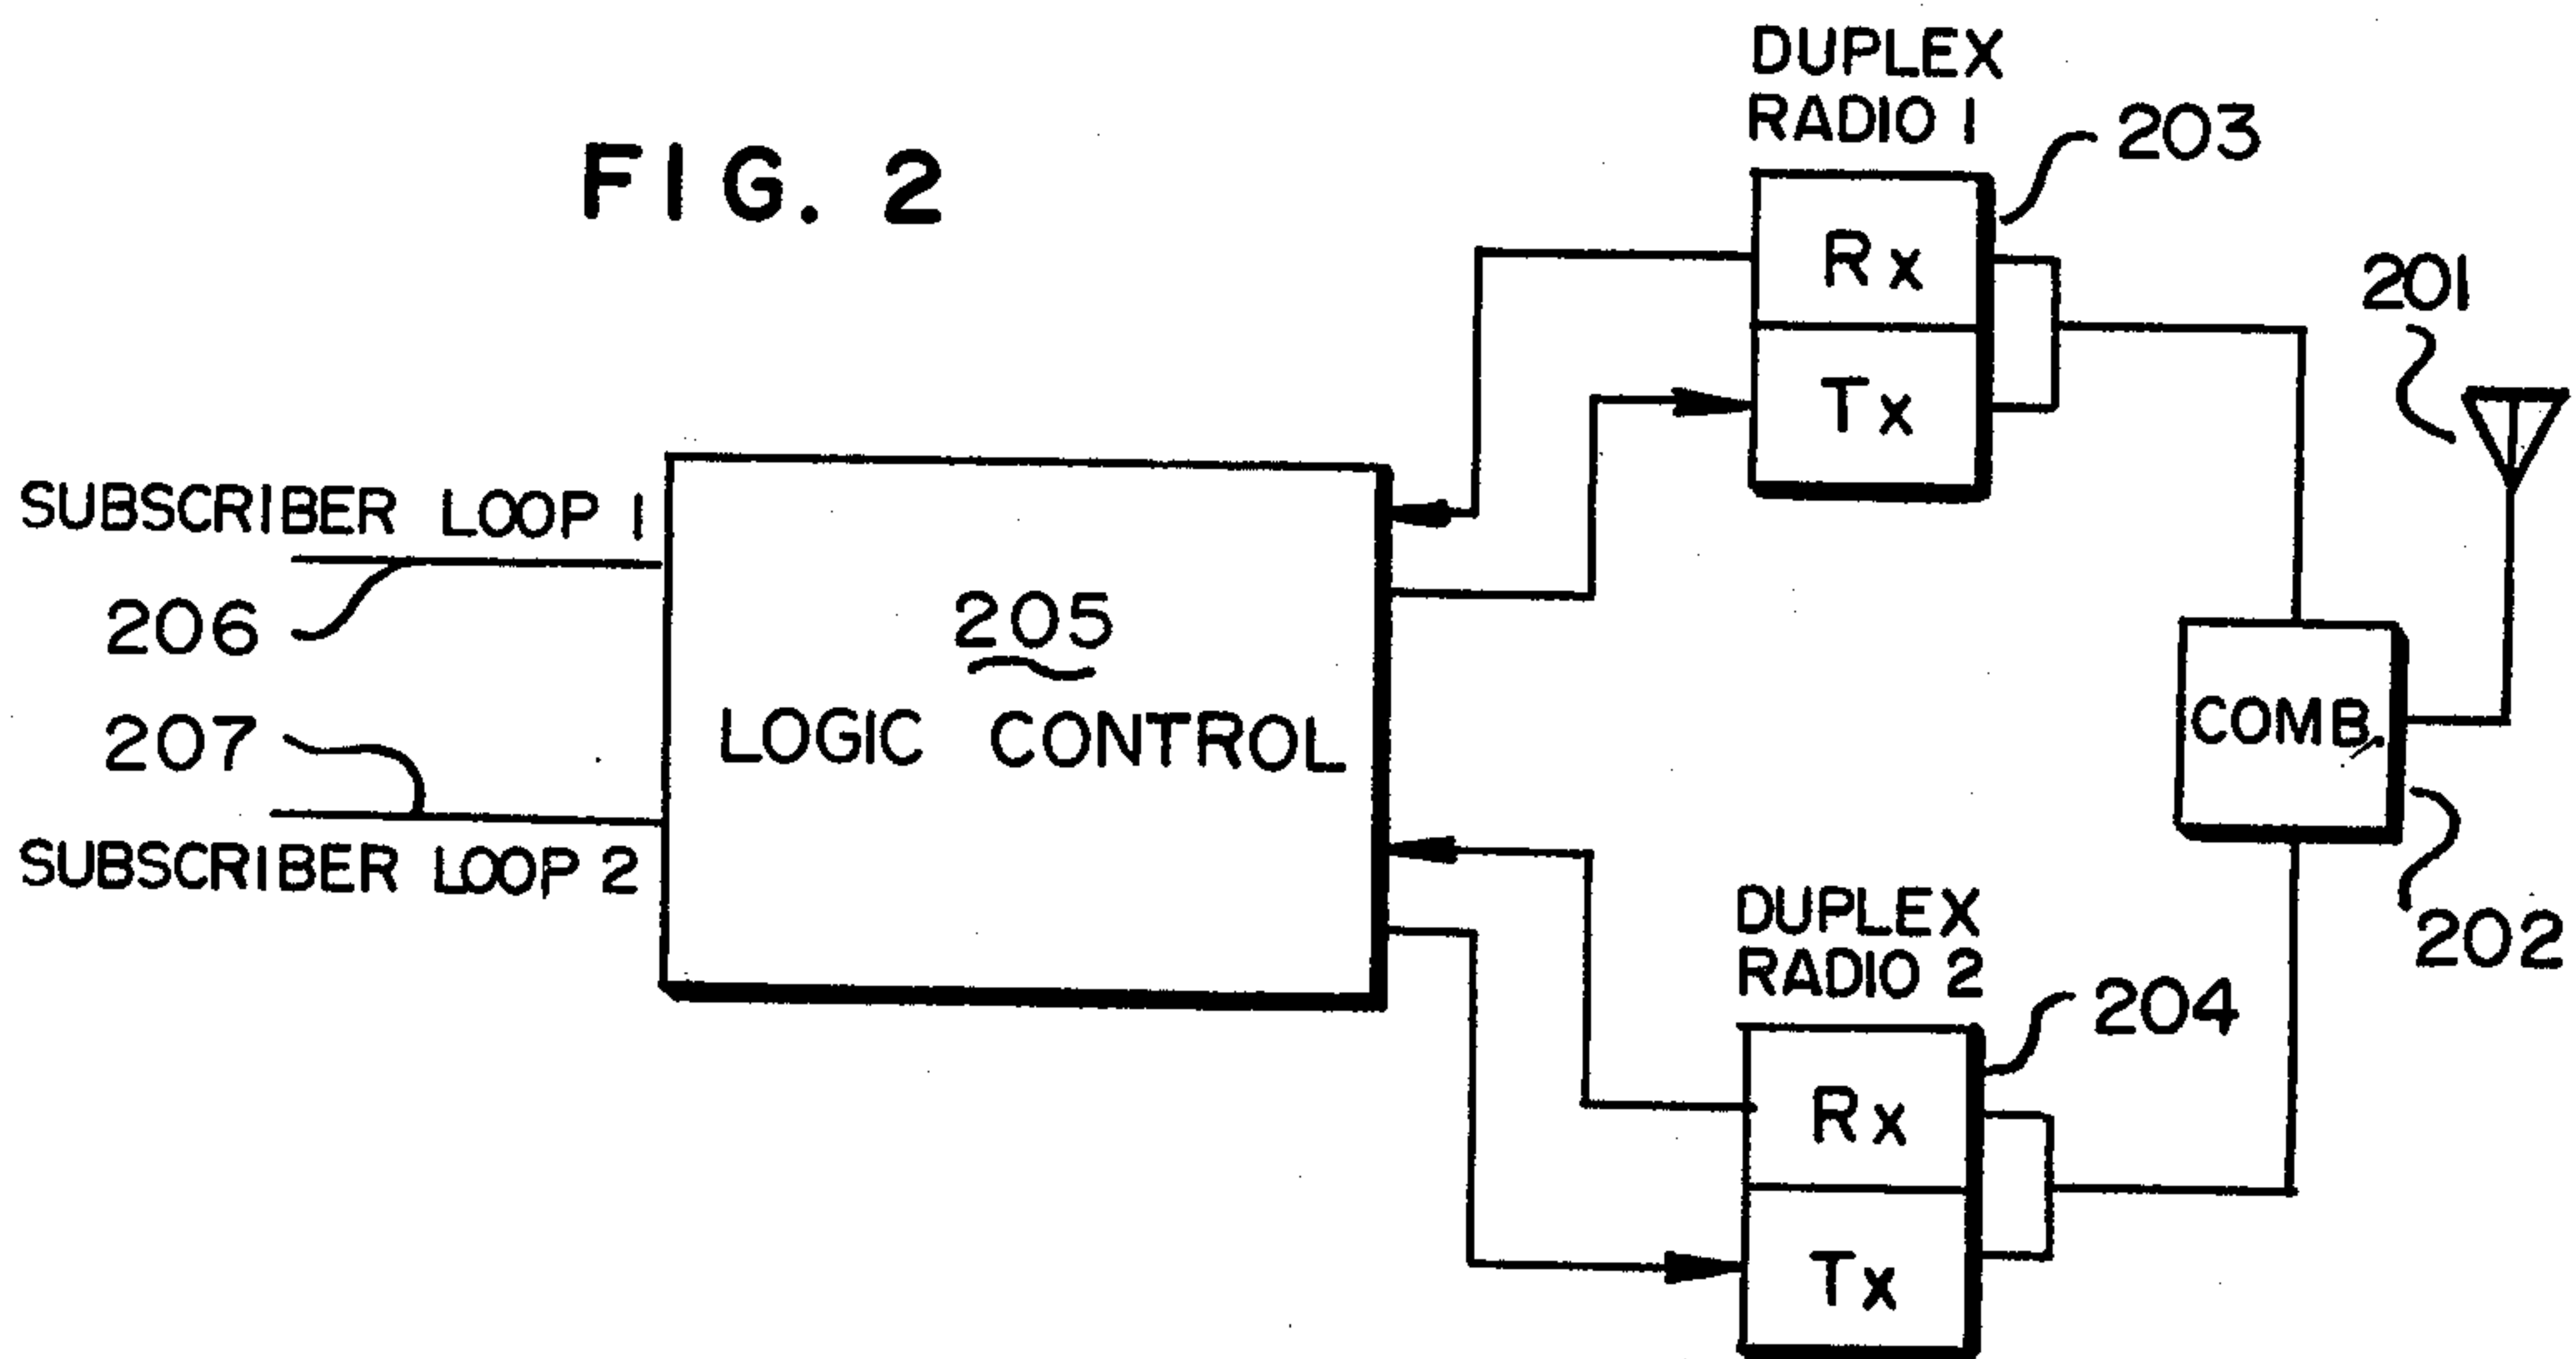 FIG. 2
DUPLEX
RADIO 1
203
Rx
Tx
201
SUBSCRIBER LOOP 1
206
205
LOGIC CONTROL
207
SUBSCRIBER LOOP 2
COMB.
202
DUPLEX
RADIO 2
204
Rx
Tx